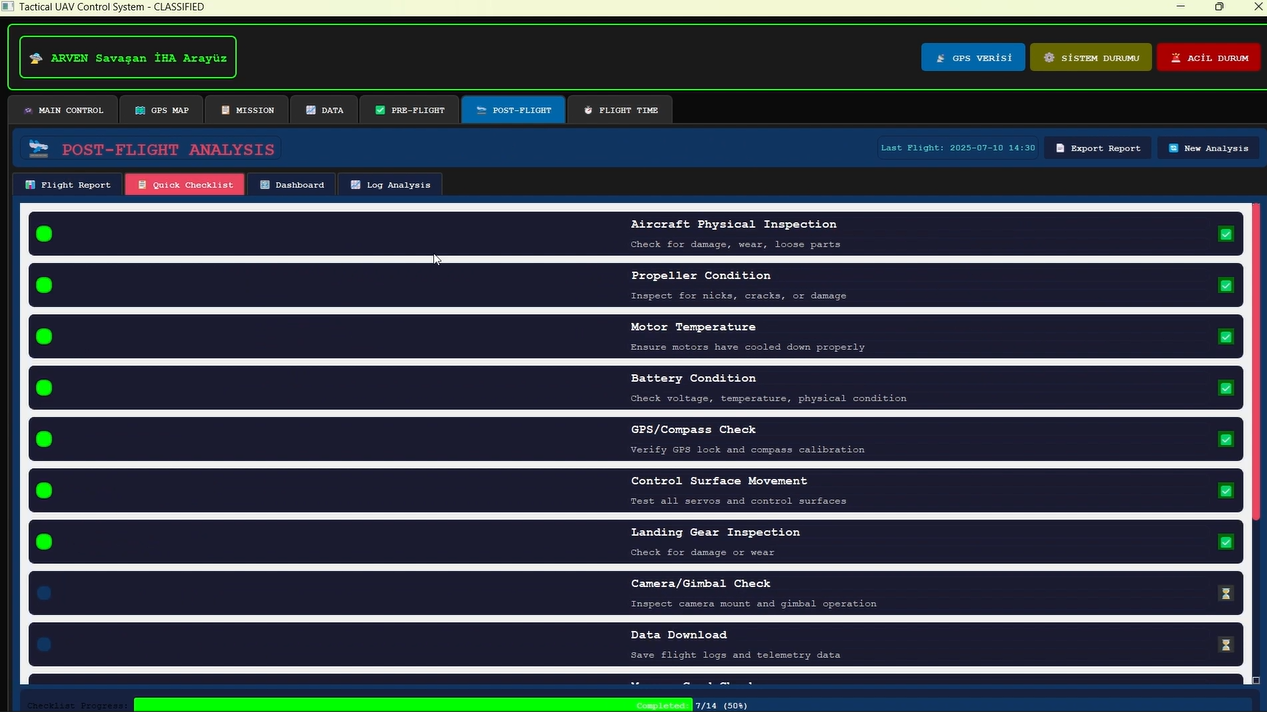 Tactical UAV Control System - CLASSIFIED
ARVEN Savaşan İHA Arayüz
GPS VERİSİ
SİSTEM DURUMU
ACİL DURUM
MAIN CONTROL
GPS MAP
MISSION
DATA
PRE-FLIGHT
POST-FLIGHT
FLIGHT TIME
POST-FLIGHT ANALYSIS
Last Flight: 2025-07-10 14:30
Export Report
New Analysis
Flight Report
Quick Checklist
Dashboard
Log Analysis
Aircraft Physical Inspection
Check for damage, wear, loose parts
Propeller Condition
Inspect for nicks, cracks, or damage
Motor Temperature
Ensure motors have cooled down properly
Battery Condition
Check voltage, temperature, physical condition
GPS/Compass Check
Verify GPS lock and compass calibration
Control Surface Movement
Test all servos and control surfaces
Landing Gear Inspection
Check for damage or wear
Camera/Gimbal Check
Inspect camera mount and gimbal operation
Data Download
Save flight logs and telemetry data
Checklist Progress:
Completed: 7/14 (50%)